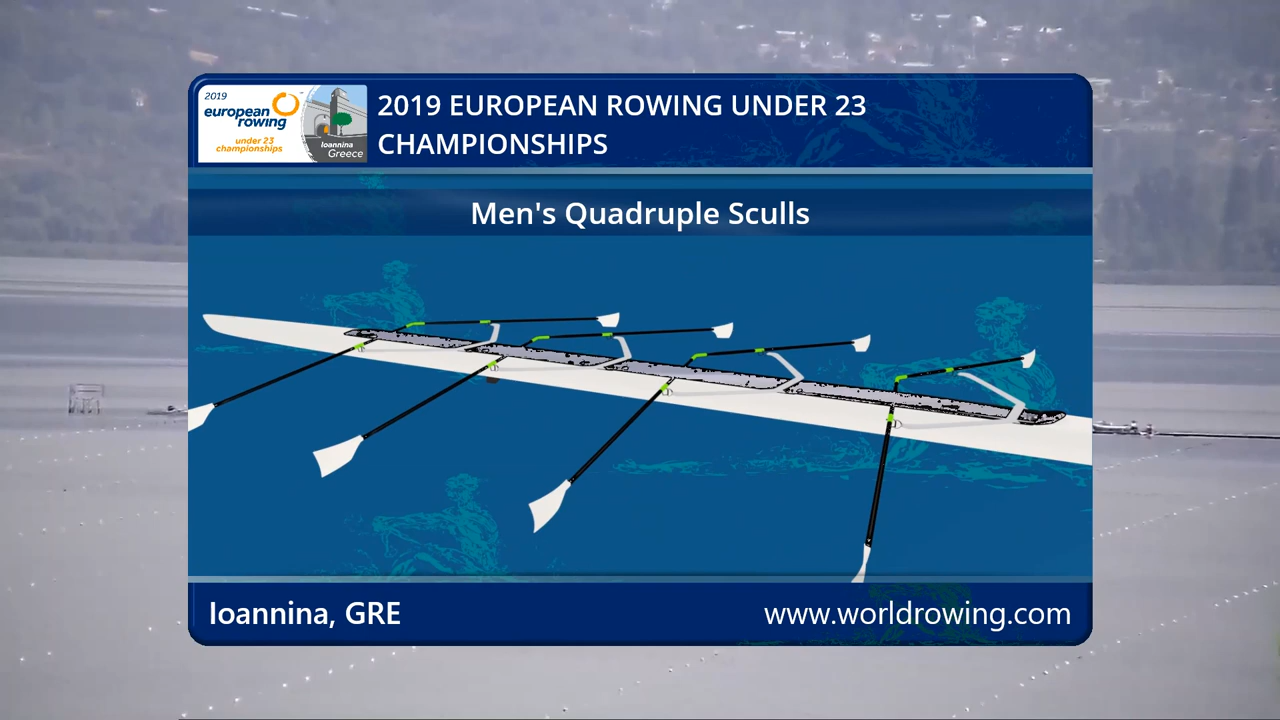 2019
european
rowing
under 23
championships
Ioannina
Greece
2019 EUROPEAN ROWING UNDER 23
CHAMPIONSHIPS
Men's Quadruple Sculls
Ioannina, GRE
www.worldrowing.com